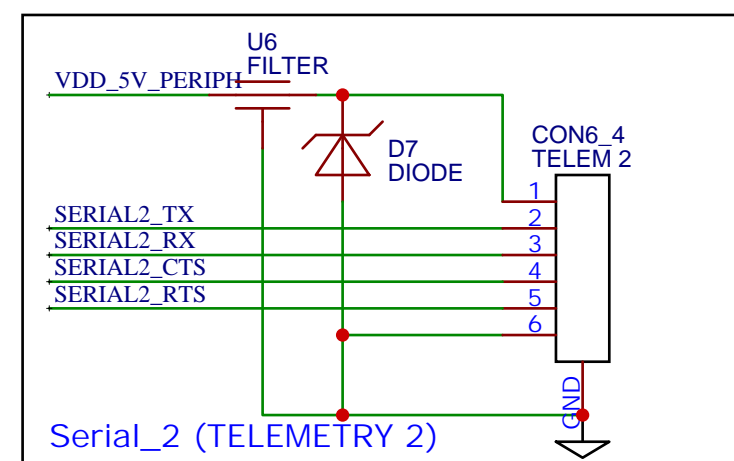 U6
FILTER
VDD_5V_PERIPH
D7
DIODE
CON6_4
TELEM 2
1
SERIAL2_TX
2
SERIAL2_RX
3
SERIAL2_CTS
4
SERIAL2_RTS
5
6
GND
Serial_2 (TELEMETRY 2)